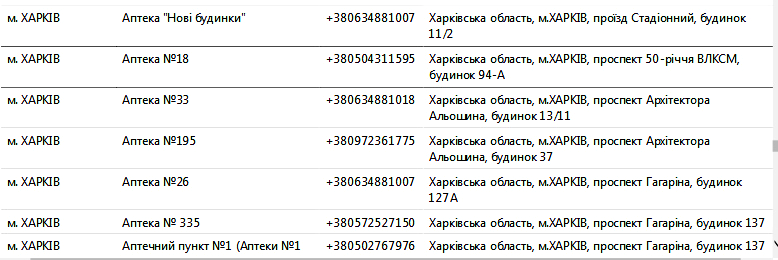 м. ХАРКІВ Аптека "Нові будинки" +380634881007 Харківська область, м.ХАРКІВ, проїзд Стадіонний, будинок
11/2
м. ХАРКІВ Аптека №18 +380504311595 Харківська область, м.ХАРКІВ, проспект 50-річчя ВЛКСМ,
будинок 94-А
м. ХАРКІВ Аптека №33 +380634881018 Харківська область, м.ХАРКІВ, проспект Архітектора
Альошина, будинок 13/11
м. ХАРКІВ Аптека №195 +380972361775 Харківська область, м.ХАРКІВ, проспект Архітектора
Альошина, будинок 37
м. ХАРКІВ Аптека №26 +380634881007 Харківська область, м.ХАРКІВ, проспект Гагаріна, будинок
127А
м. ХАРКІВ Аптека № 335 +380572527150 Харківська область, м.ХАРКІВ, проспект Гагаріна, будинок 137
м. ХАРКІВ Аптечний пункт №1 (Аптеки №1 +380502767976 Харківська область, м.ХАРКІВ, проспект Гагаріна, будинок 137